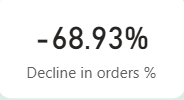 -68.93%
Decline in orders %